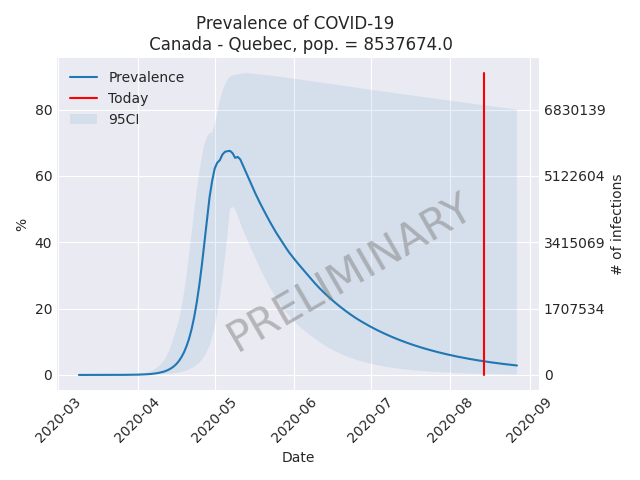 Prevalence of COVID-19
Canada - Quebec, pop. = 8537674.0
Prevalence
Today
95CI
80
60
40
20
0
%
6830139
5122604
3415069
1707534
0
# of infections
PRELIMINARY
2020-03
2020-04
2020-05
2020-06
2020-07
2020-08
2020-09
Date